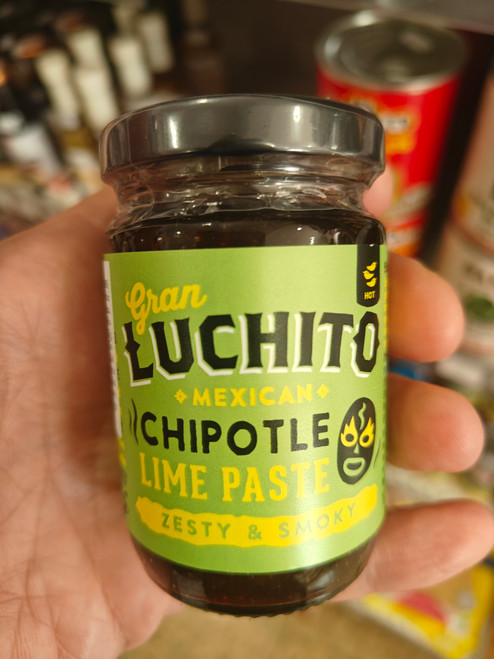 HOT
Gran
LUCHITO
MEXICAN
CHIPOTLE
LIME PASTE
ZESTY & SMOKY